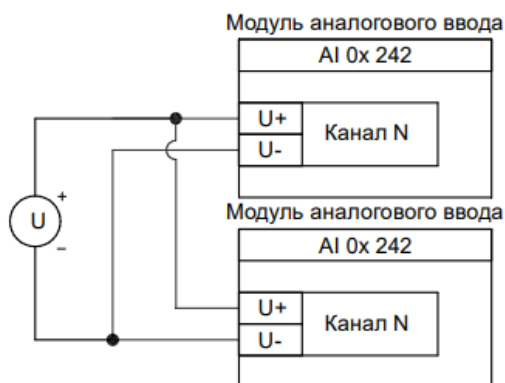 Модуль аналогового ввода
AI 0x 242
U+
Канал N
U-
+
U
–
Модуль аналогового ввода
AI 0x 242
U+
Канал N
U-